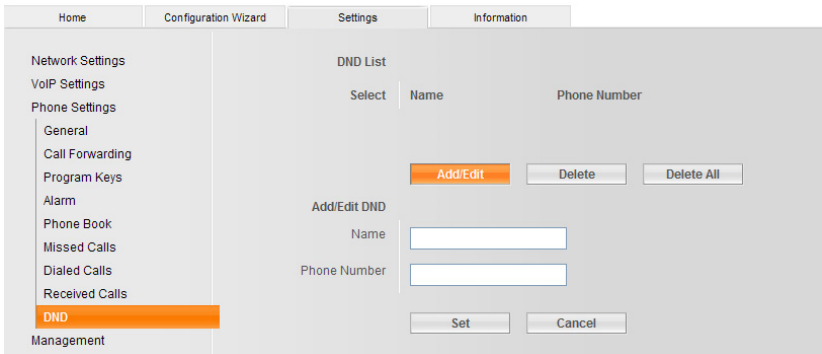 Home Configuration Wizard Settings Information
Network Settings
VoIP Settings
Phone Settings
General
Call Forwarding
Program Keys
Alarm
Phone Book
Missed Calls
Dialed Calls
Received Calls
DND
Management
DND List
Select Name Phone Number
Add/Edit Delete Delete All
Add/Edit DND
Name
Phone Number
Set Cancel